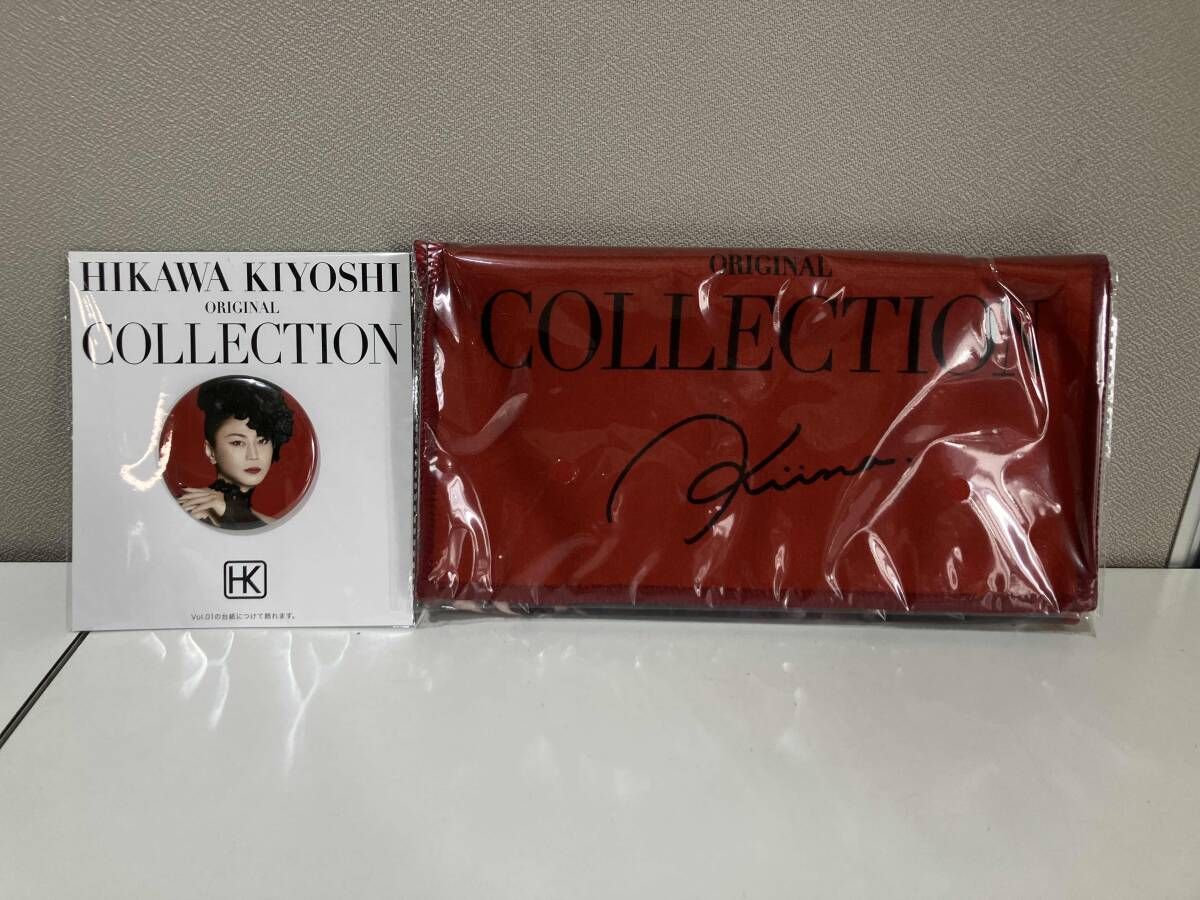 HIKAWA KIYOSHI
ORIGINAL
COLLECTION
HK
Vol.01の台紙につけて飾れます。
ORIGINAL
COLLECTION
Kiina.